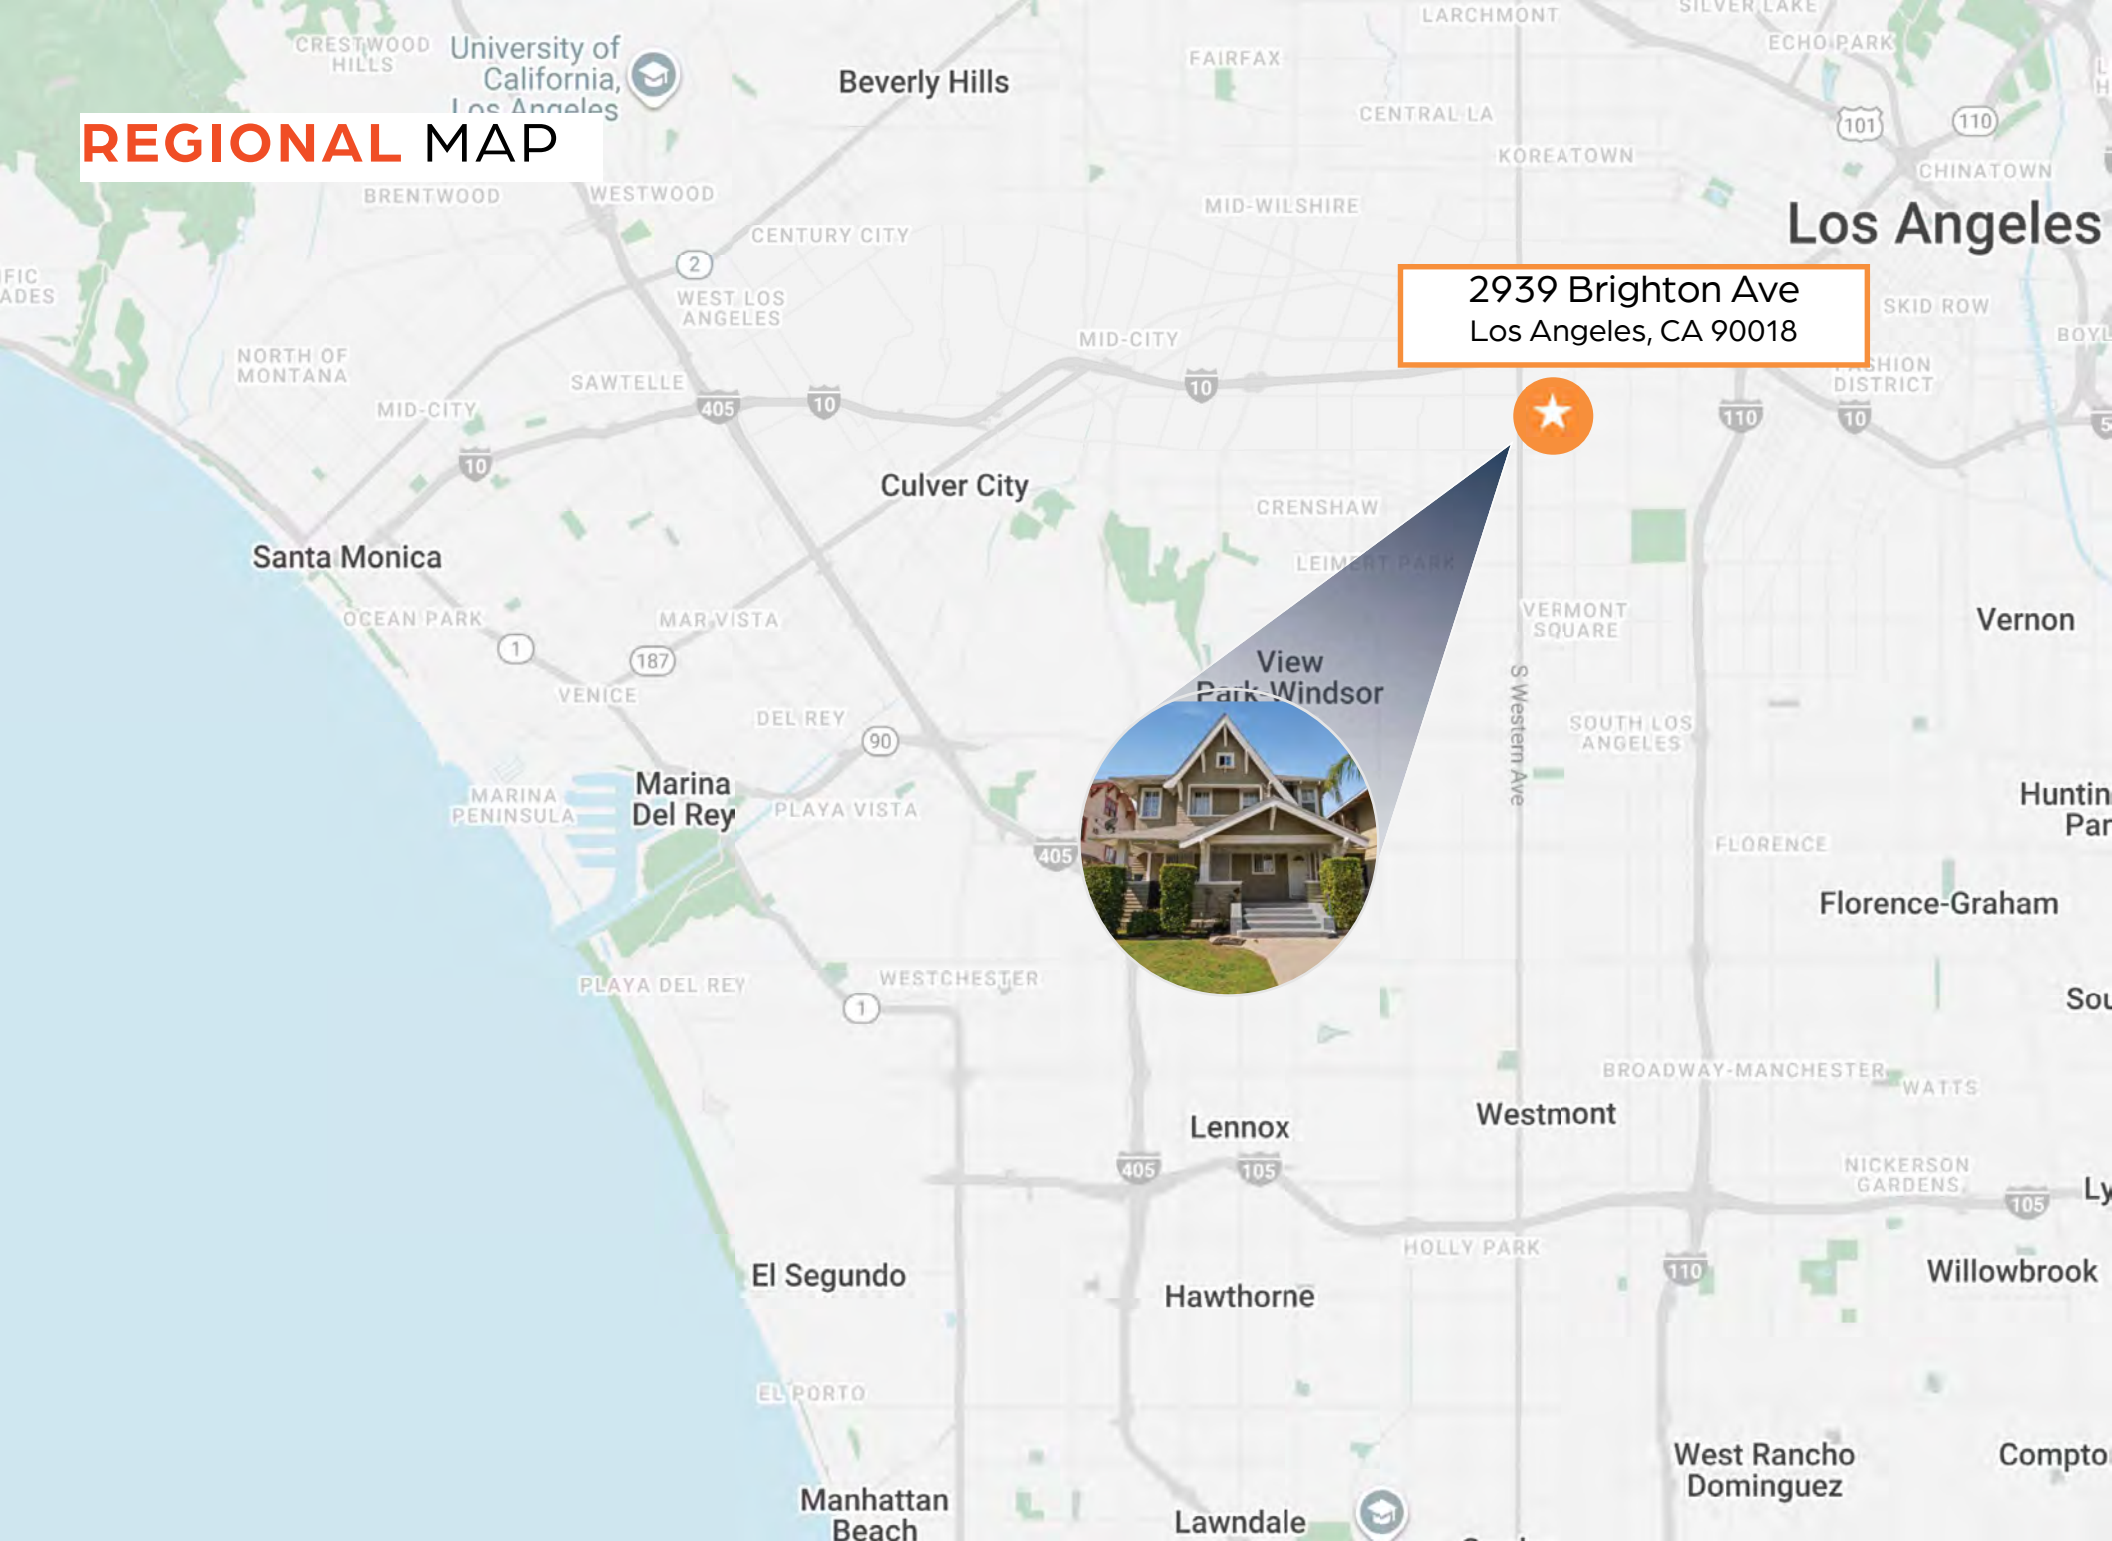 LARCHMONT
SILVER LAKE
CRESTWOOD
HILLS
University of
California,
Los Angeles
Beverly Hills
FAIRFAX
ECHO PARK
CENTRAL LA
101
110
REGIONAL MAP
KOREATOWN
CHINATOWN
BRENTWOOD
WESTWOOD
MID-WILSHIRE
Los Angeles
CENTURY CITY
2
2939 Brighton Ave
Los Angeles, CA 90018
WEST LOS
ANGELES
SKID ROW
MID-CITY
NORTH OF
MONTANA
DISTRICT
SAWTELLE
10
405
10
MID-CITY
110
10
5
10
Culver City
CRENSHAW
Santa Monica
LEIMERT PARK
OCEAN PARK
MAR VISTA
VERMONT
SQUARE
Vernon
1
187
View
Park-Windsor
VENICE
DEL REY
90
S Western Ave
SOUTH LOS
ANGELES
Marina
Del Rey
MARINA
PENINSULA
PLAYA VISTA
405
FLORENCE
Florence-Graham
PLAYA DEL REY
WESTCHESTER
1
BROADWAY-MANCHESTER
WATTS
Westmont
Lennox
405
105
NICKERSON
GARDENS
105
HOLLY PARK
110
El Segundo
Hawthorne
Willowbrook
EL PORTO
West Rancho
Dominguez
Compto
Manhattan
Beach
Lawndale